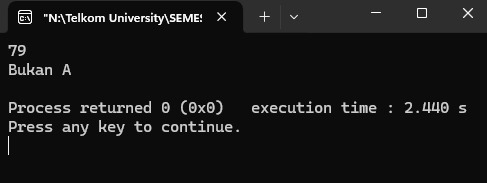 "N:\Telkom University\SEMES
79
Bukan A
Process returned 0 (0x0)   execution time : 2.440 s
Press any key to continue.